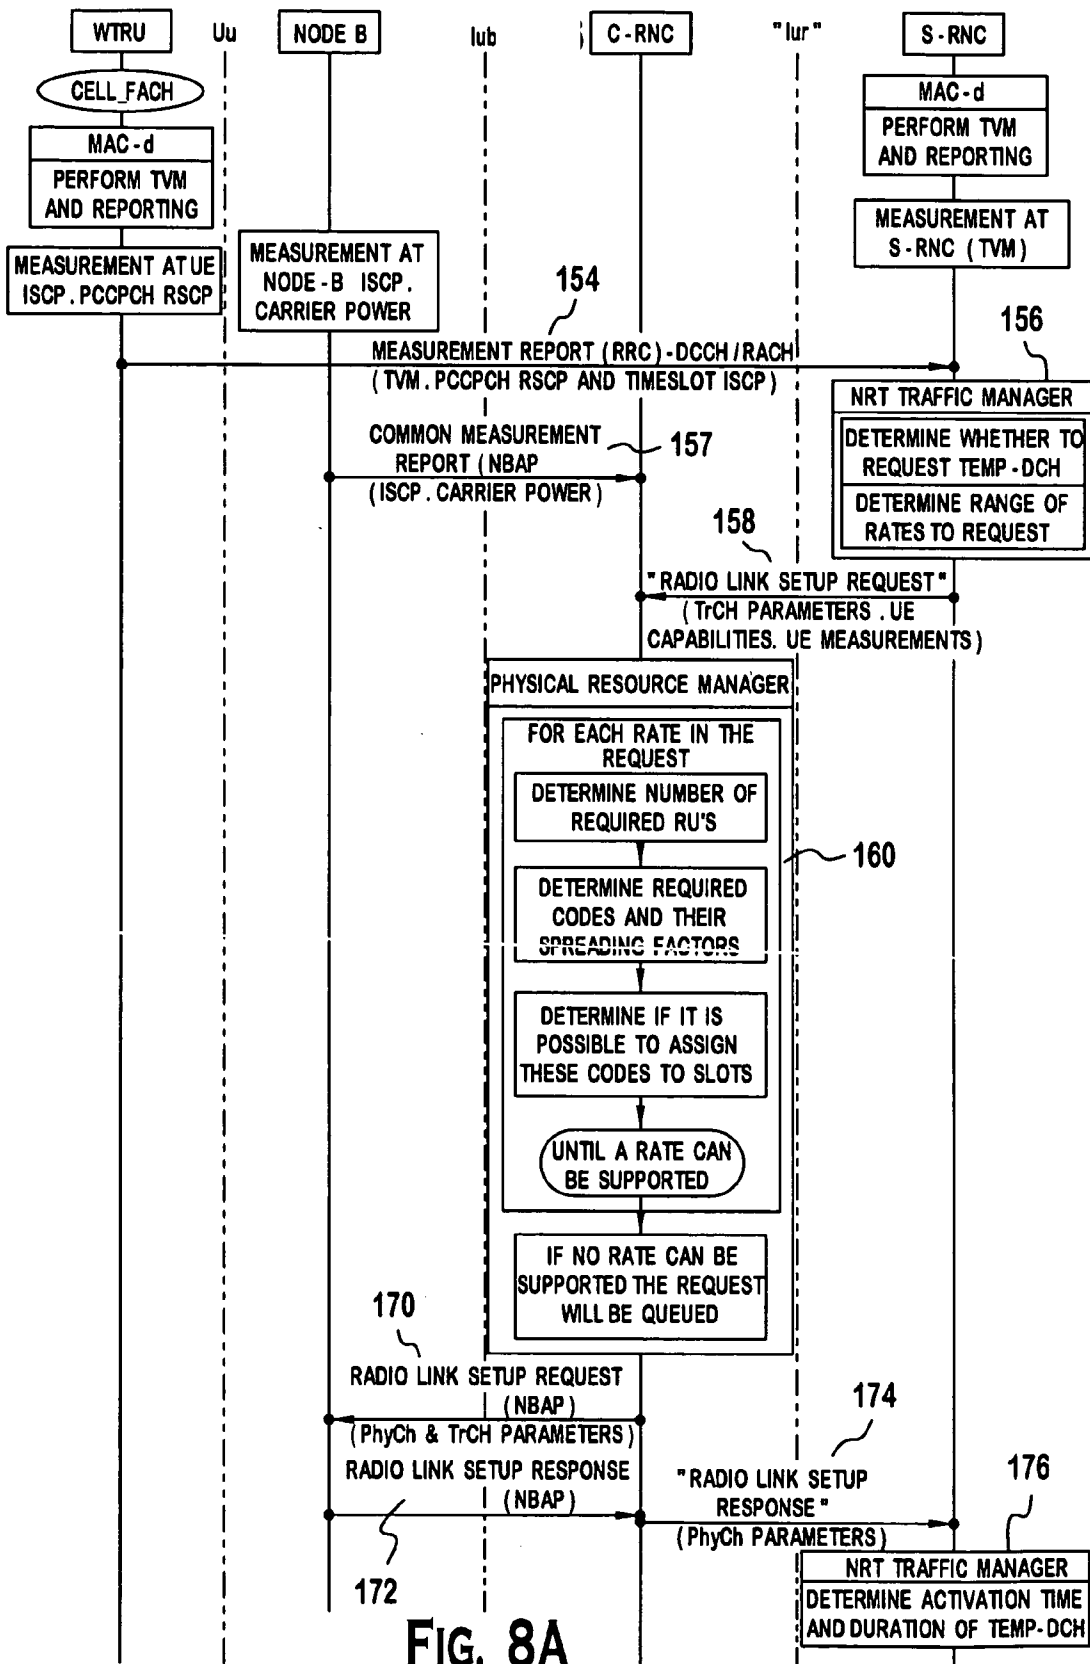 WTRU
Uu
NODE B
Iub
C-RNC
"Iur"
S-RNC
CELL_FACH
MAC-d
PERFORM TVM
AND REPORTING
MEASUREMENT AT UE
ISCP.PCCPCH RSCP
MEASUREMENT AT
NODE-B ISCP.
CARRIER POWER
MAC-d
PERFORM TVM
AND REPORTING
MEASUREMENT AT
S-RNC (TVM)
154
MEASUREMENT REPORT (RRC)-DCCH/RACH
(TVM.PCCPCH RSCP AND TIMESLOT ISCP)
156
NRT TRAFFIC MANAGER
DETERMINE WHETHER TO
REQUEST TEMP-DCH
DETERMINE RANGE OF
RATES TO REQUEST
COMMON MEASUREMENT
REPORT (NBAP
(ISCP.CARRIER POWER)
157
158
"RADIO LINK SETUP REQUEST"
(TrCH PARAMETERS . UE
CAPABILITIES. UE MEASUREMENTS)
PHYSICAL RESOURCE MANAGER
FOR EACH RATE IN THE
REQUEST
DETERMINE NUMBER OF
REQUIRED RU'S
160
DETERMINE REQUIRED
CODES AND THEIR
SPREADING FACTORS
DETERMINE IF IT IS
POSSIBLE TO ASSIGN
THESE CODES TO SLOTS
UNTIL A RATE CAN
BE SUPPORTED
IF NO RATE CAN BE
SUPPORTED THE REQUEST
WILL BE QUEUED
170
RADIO LINK SETUP REQUEST
(NBAP)
(PhyCh & TrCH PARAMETERS)
RADIO LINK SETUP RESPONSE
(NBAP)
172
174
"RADIO LINK SETUP
RESPONSE"
(PhyCh PARAMETERS)
176
NRT TRAFFIC MANAGER
DETERMINE ACTIVATION TIME
AND DURATION OF TEMP-DCH
FIG. 8A